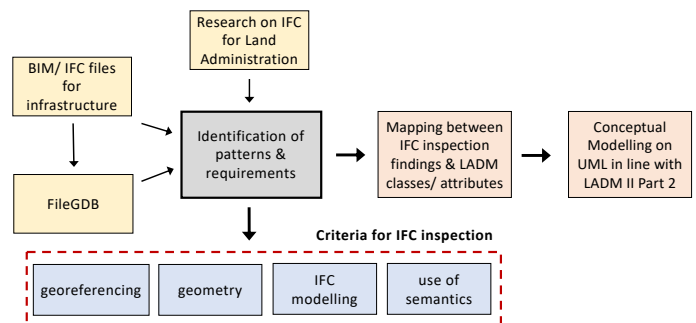 Research on IFC
for Land
Administration
BIM/ IFC files
for
infrastructure
Identification of
patterns &
requirements
Mapping between
IFC inspection
findings & LADM
classes/ attributes
Conceptual
Modelling on
UML in line with
LADM II Part 2
FileGDB
Criteria for IFC inspection
georeferencing
geometry
IFC
modelling
use of
semantics